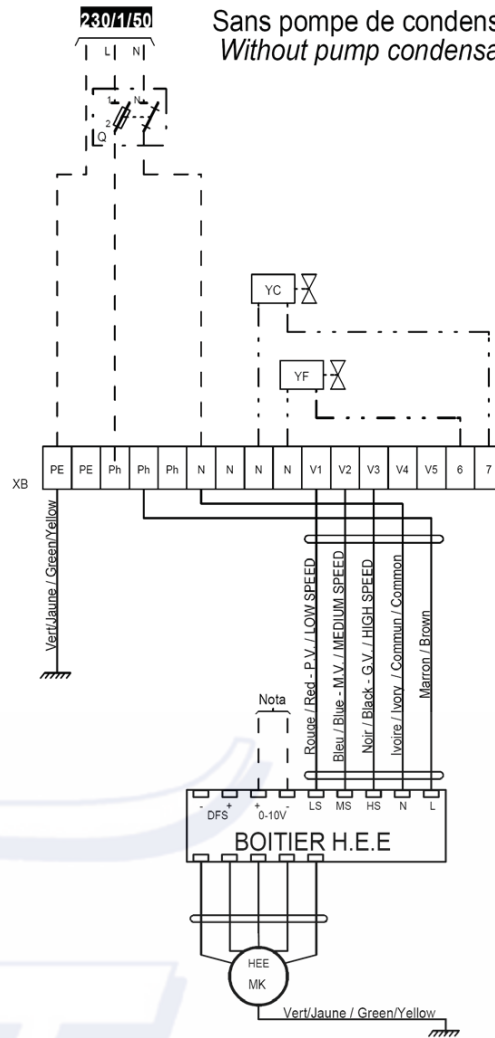 230/1/50
Sans pompe de condens
Without pump condensa
L N
1 N
2
Q
YC
YF
XB
PE PE Ph Ph Ph N N N N V1 V2 V3 V4 V5 6 7
Vert/Jaune / Green/Yellow
Rouge / Red - P.V. / LOW SPEED
Bleu / Blue - M.V. / MEDIUM SPEED
Noir / Black - G.V. / HIGH SPEED
Ivoire / Ivory / Commun / Common
Marron / Brown
Nota
- + + - LS MS HS N L
DFS 0-10V
BOITIER H.E.E
HEE
MK
Vert/Jaune / Green/Yellow